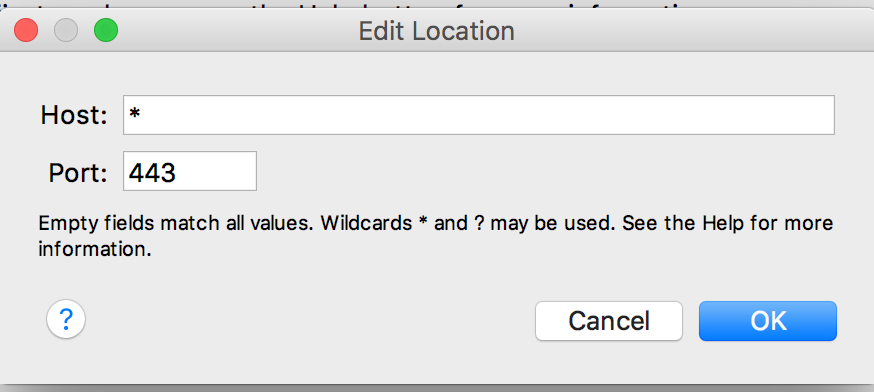 Edit Location
Host: *
Port: 443
Empty fields match all values. Wildcards * and ? may be used. See the Help for more
information.
? Cancel OK